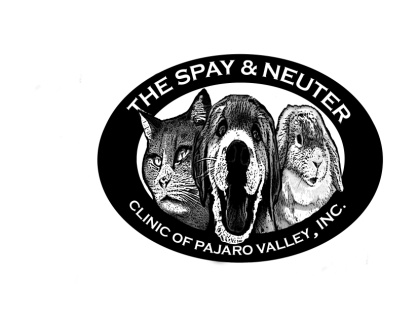 THE SPAY & NEUTER
CLINIC OF PAJARO VALLEY, INC.